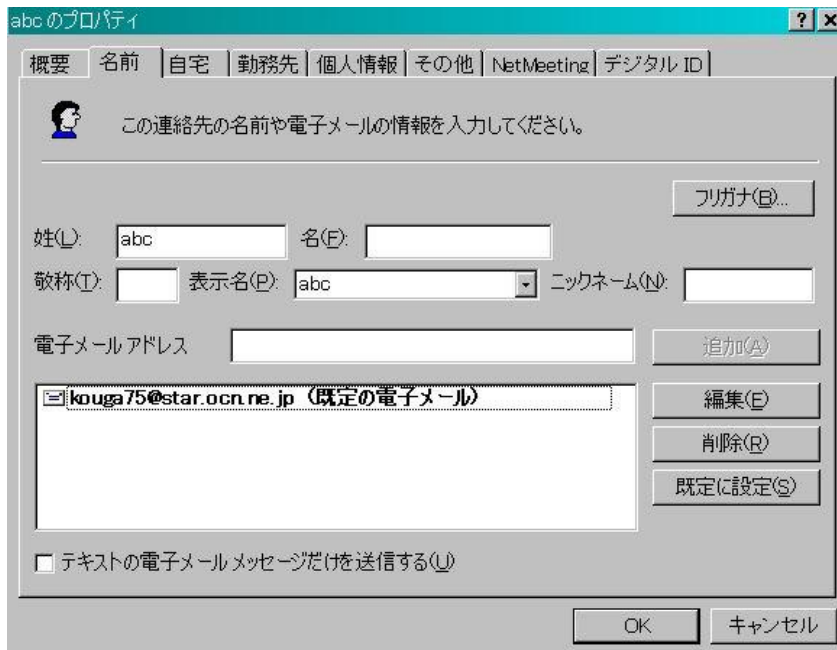 abcのプロパティ
概要 名前 自宅 勤務先 個人情報 その他 NetMeeting デジタル ID
この連絡先の名前や電子メールの情報を入力してください。
フリガナ(B)...
姓(L): abc 名(F):
敬称(T): 表示名(P): abc ニックネーム(N):
電子メール アドレス 追加(A)
kouga75@star.ocn.ne.jp (既定の電子メール) 編集(E)
削除(R)
既定に設定(S)
テキストの電子メール メッセージだけを送信する(U)
OK キャンセル